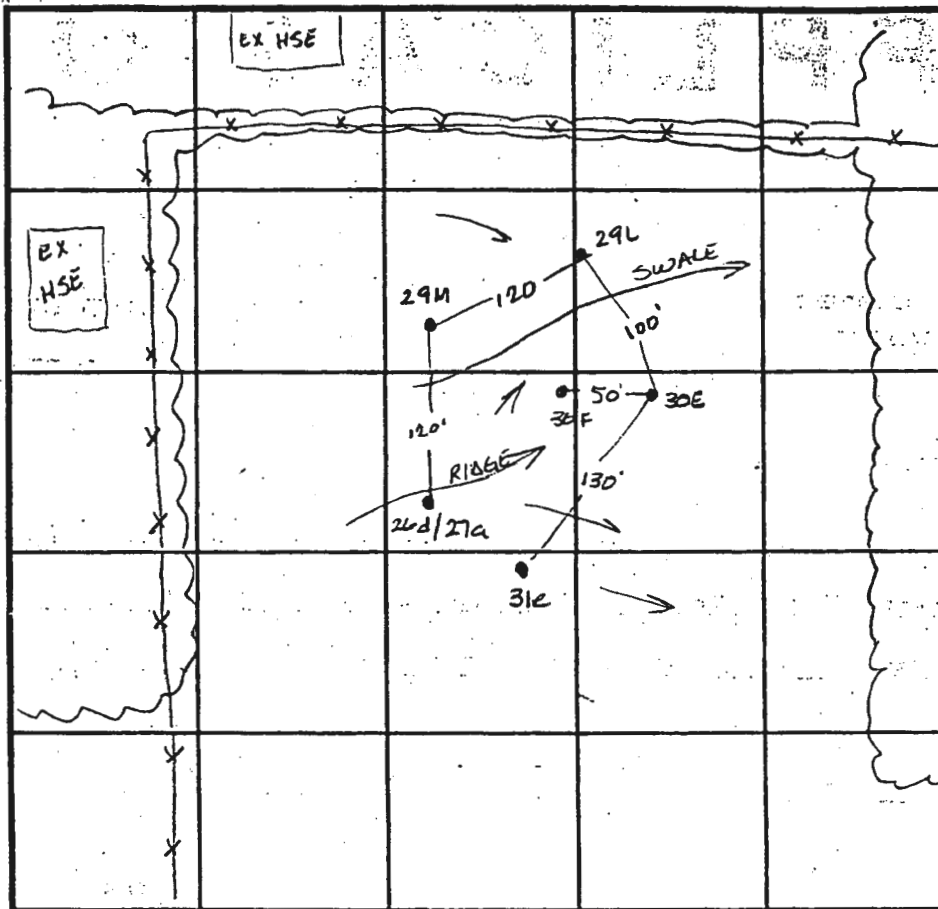 EX HSE
EX.
HSE
29L
SWALE
29M
120
100'
50'
30E
30F
120'
RIDGE
130'
26d/27a
31e